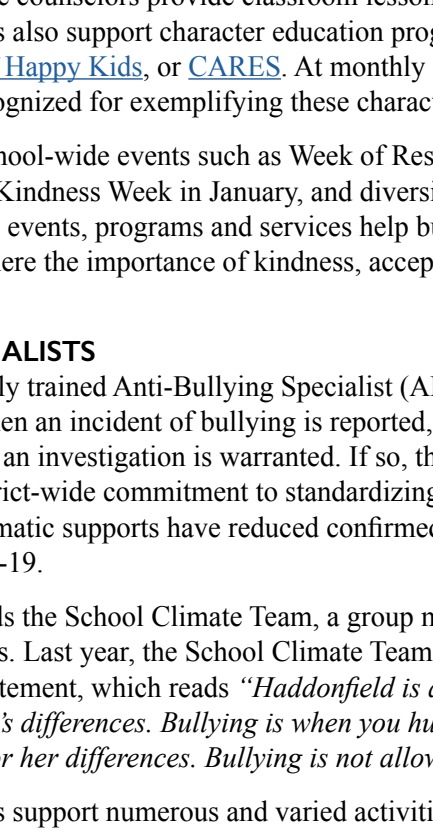 counselors provide classroom lesson
s also support character education prog
Happy Kids, or CARES. At monthly
ognized for exemplifying these charac
hool-wide events such as Week of Res
Kindness Week in January, and diversi
events, programs and services help bu
ere the importance of kindness, accep
ALISTS
ly trained Anti-Bullying Specialist (A
en an incident of bullying is reported,
an investigation is warranted. If so, th
rict-wide commitment to standardizing
matic supports have reduced confirmed
-19.
ds the School Climate Team, a group m
s. Last year, the School Climate Team
tement, which reads “Haddonfield is a
’s differences. Bullying is when you hu
or her differences. Bullying is not allow
s support numerous and varied activiti